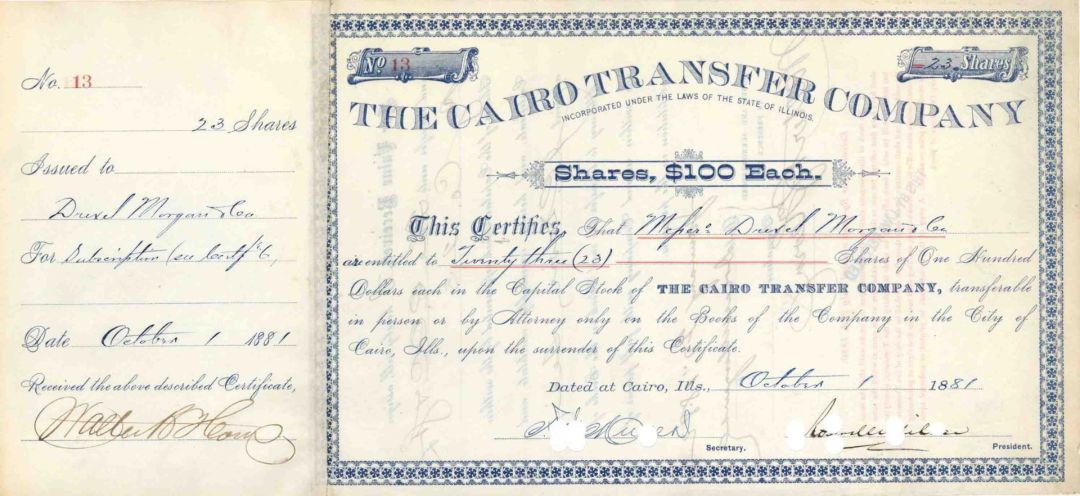 No. 13
23 Shares
Issued to
Drexel Morgan & Co
For Subscription (see Certf #6
Date October 1 1881
Received the above described Certificate,
No 13
23 Shares
THE CAIRO TRANSFER COMPANY
INCORPORATED UNDER THE LAWS OF THE STATE OF ILLINOIS.
Shares, $100 Each.
This Certifies, That Messrs Drexel Morgan & Co
are entitled to Twenty three (23) Shares of One Hundred
Dollars each in the Capital Stock of THE CAIRO TRANSFER COMPANY, transferable
in person or by Attorney only on the Books of the Company in the City of
Cairo, Ills., upon the surrender of this Certificate.
Dated at Cairo, Ills., October 1 1881
Secretary.
President.